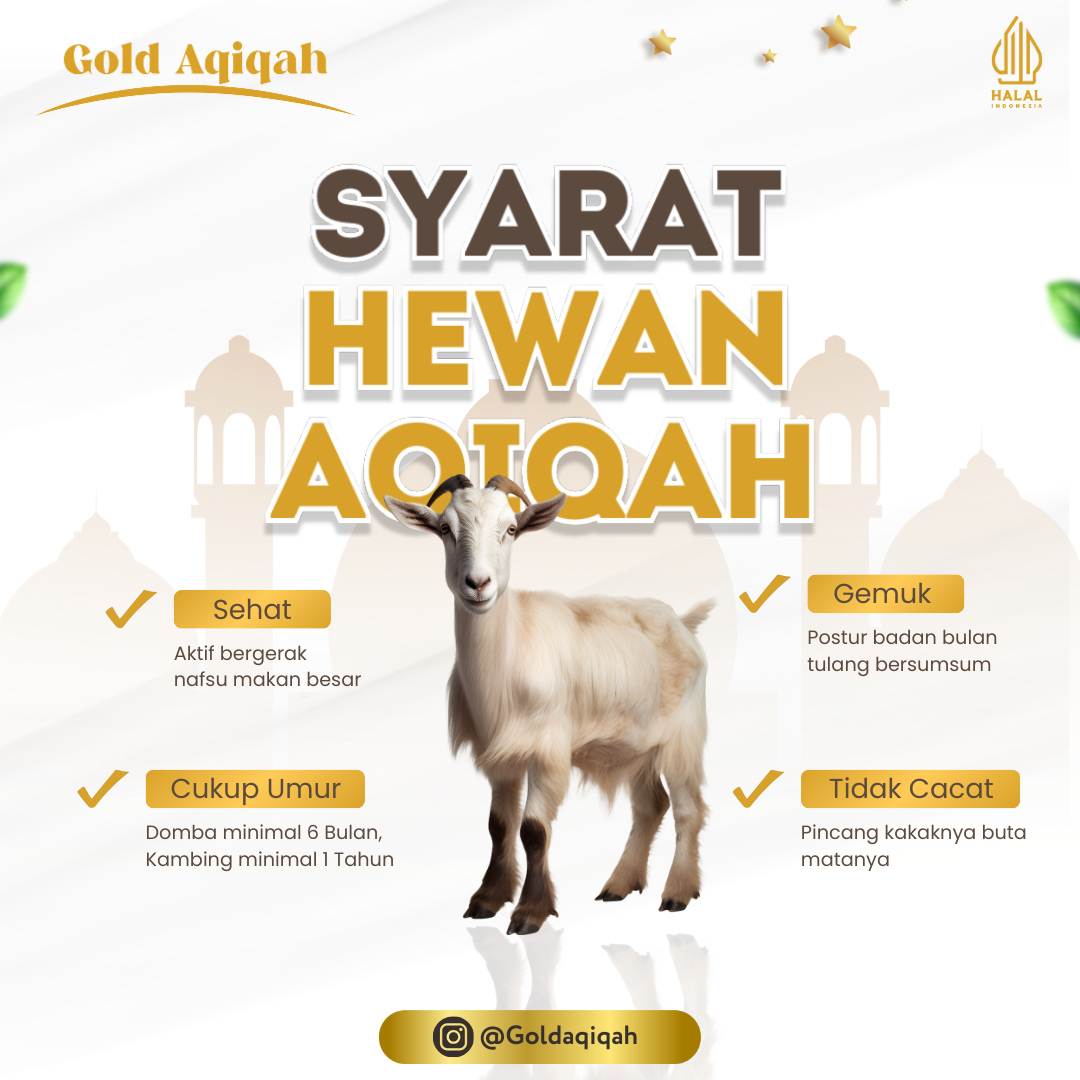 Gold Aqiqah
HALAL
INDONESIA
SYARAT
HEWAN
AQIQAH
Sehat
Aktif bergerak
nafsu makan besar
Gemuk
Postur badan bulan
tulang bersumsum
Cukup Umur
Domba minimal 6 Bulan,
Kambing minimal 1 Tahun
Tidak Cacat
Pincang kakaknya buta
matanya
@Goldaqiqah